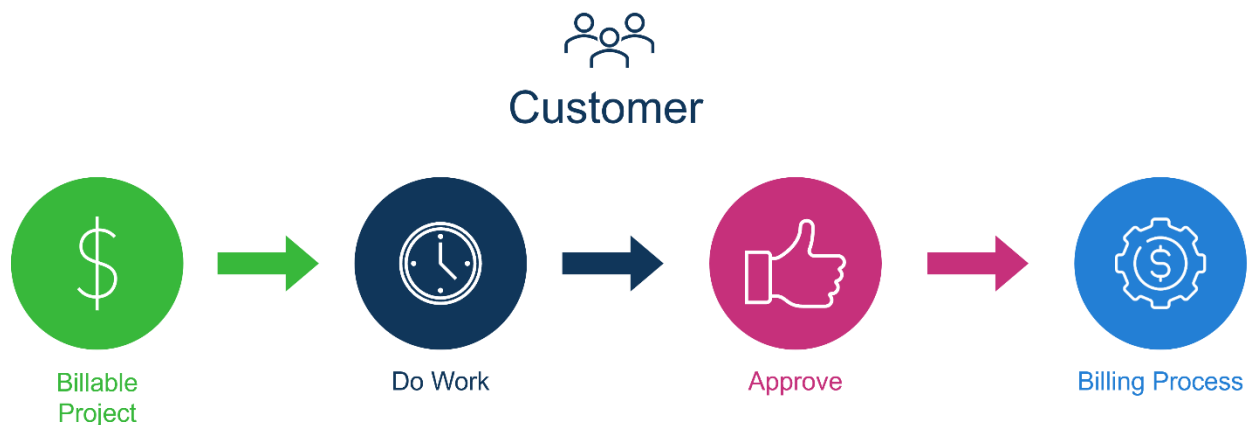 Customer
Billable
Project
Do Work
Approve
Billing Process